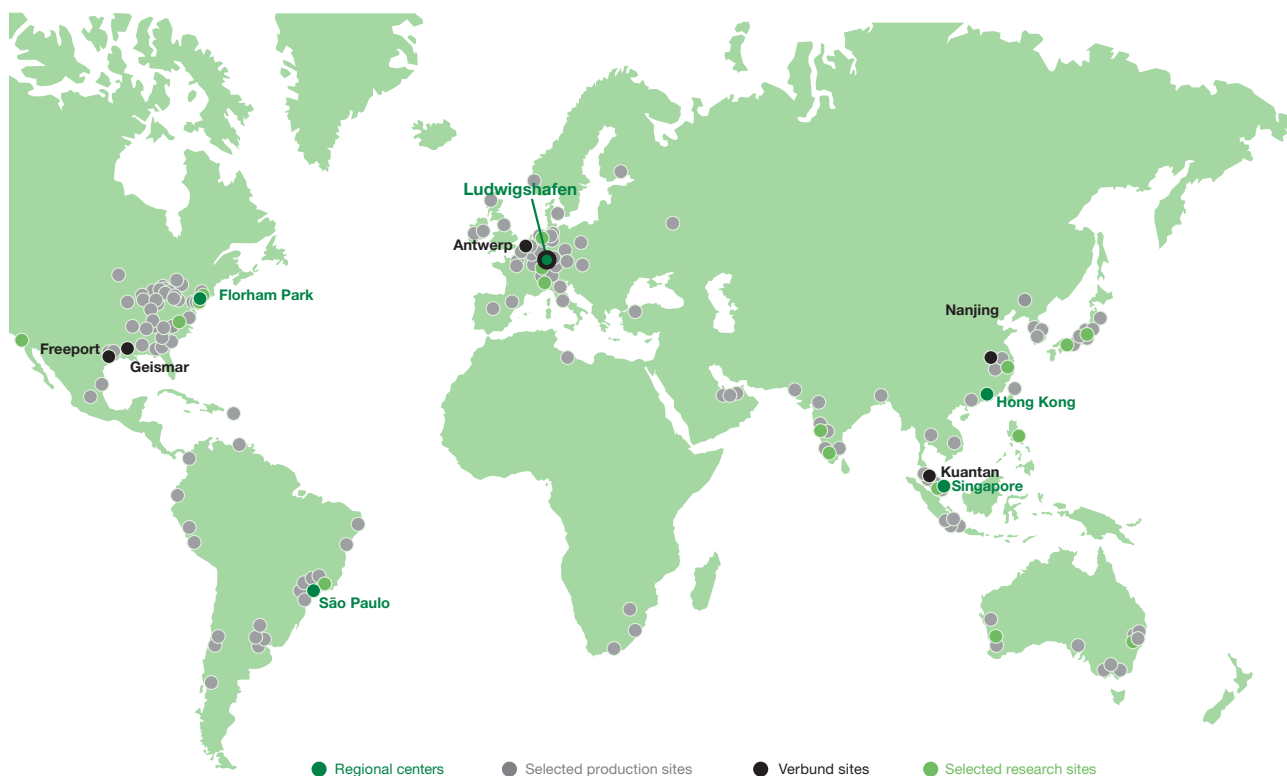 Ludwigshafen
Antwerp
Florham Park
Nanjing
Freeport
Geismar
Hong Kong
Kuantan
Singapore
São Paulo
Regional centers
Selected production sites
Verbund sites
Selected research sites